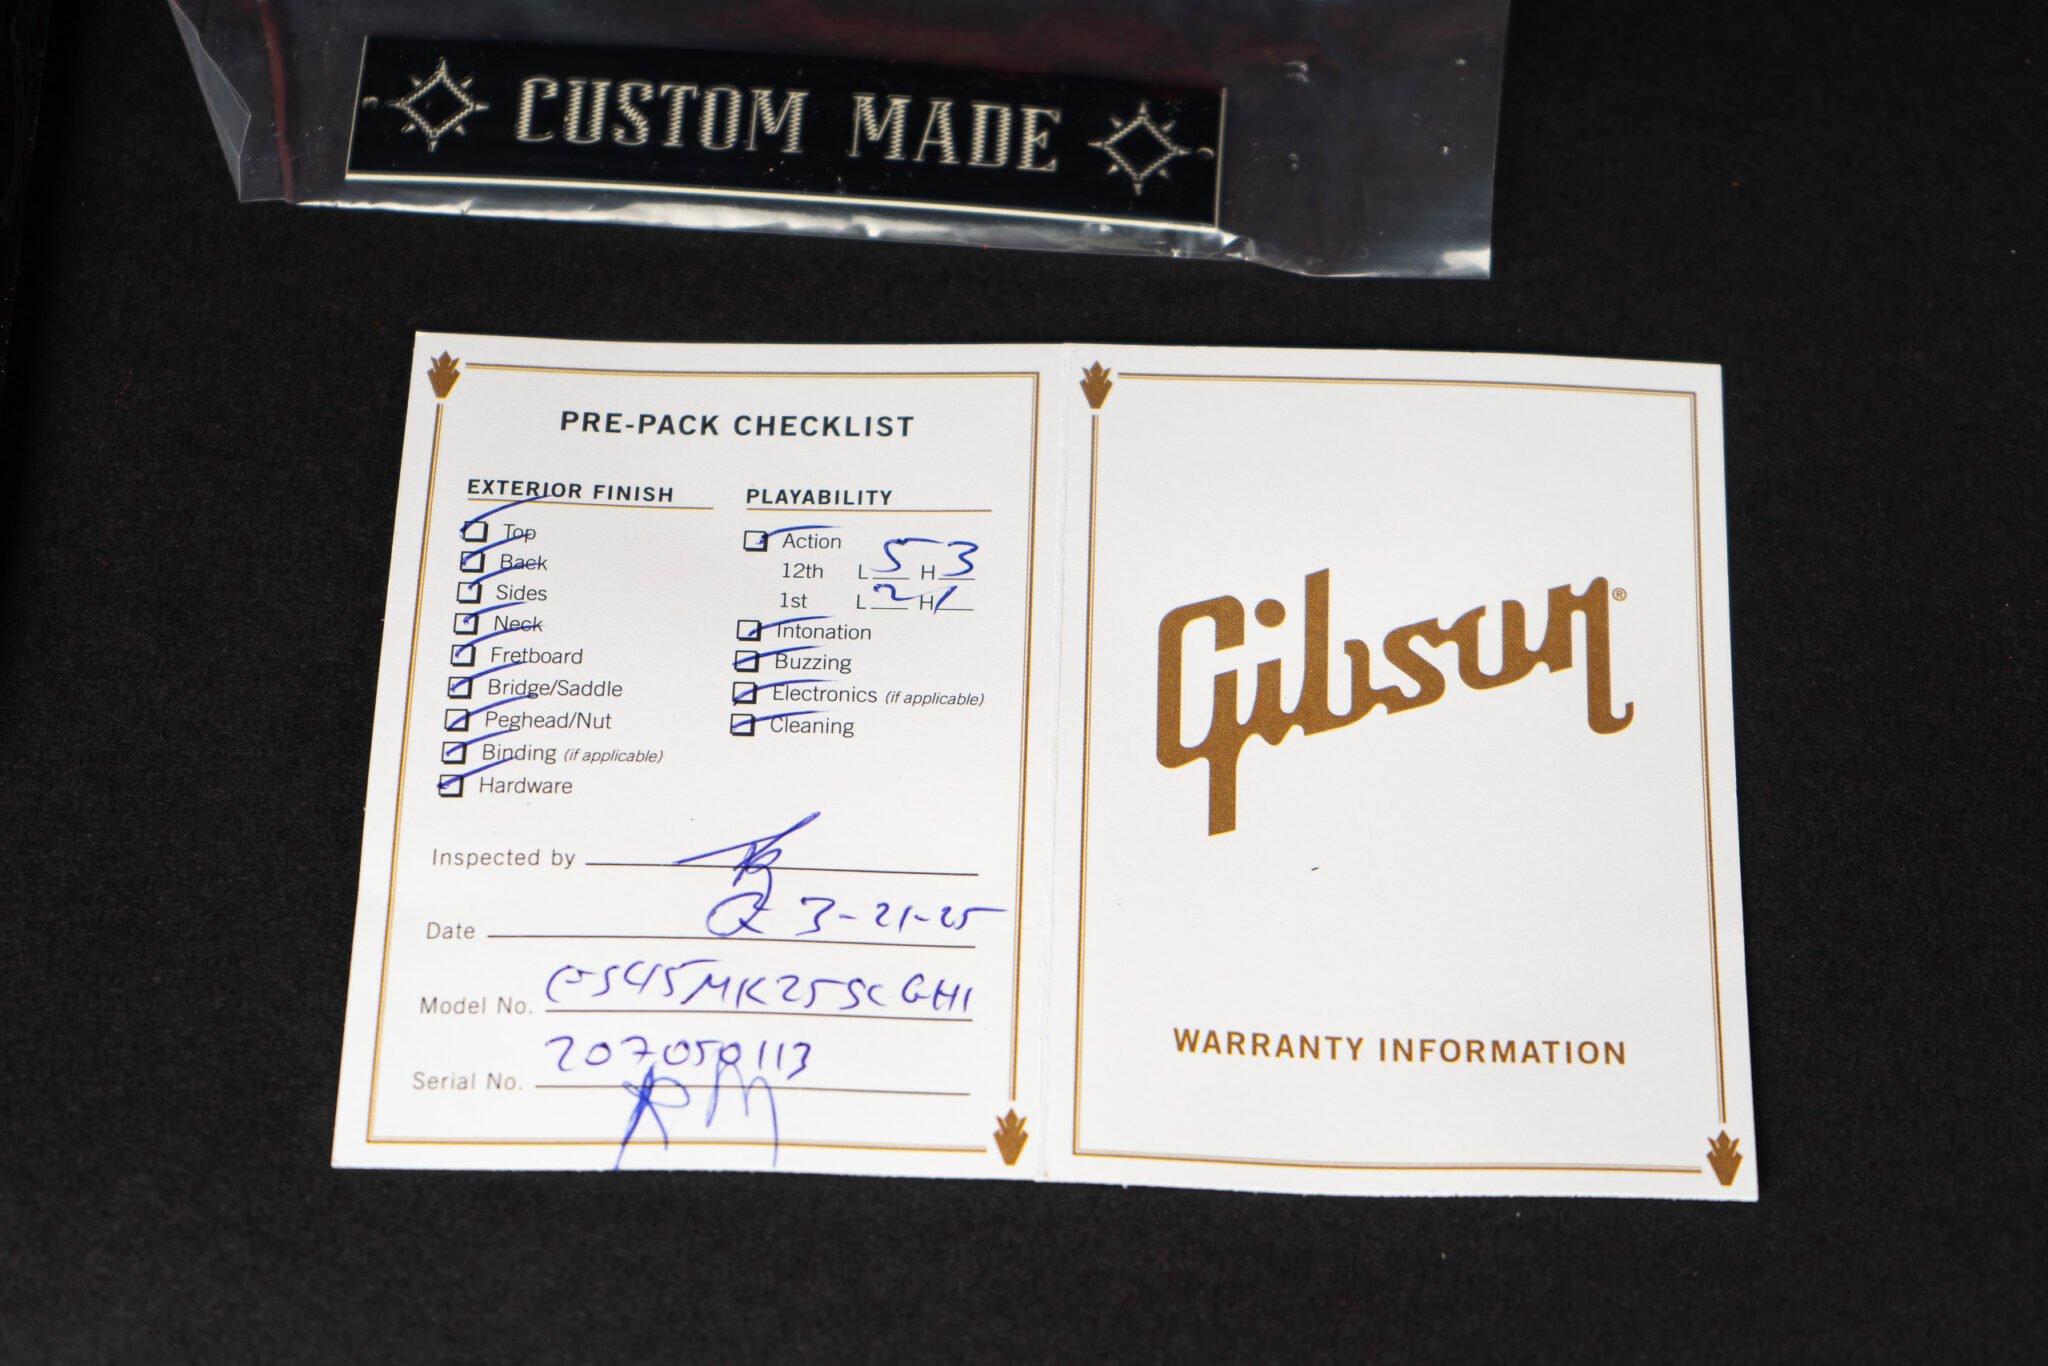 CUSTOM MADE
PRE-PACK CHECKLIST
EXTERIOR FINISH
Top
Back
Sides
Neck
Fretboard
Bridge/Saddle
Peghead/Nut
Binding (if applicable)
Hardware
PLAYABILITY
Action
12th L 5 H 3
1st L 2 H 1
Intonation
Buzzing
Electronics (if applicable)
Cleaning
Inspected by
Date 3-21-25
Model No. ES45MK25SCGH1
Serial No. 207050113
Gibson®
WARRANTY INFORMATION